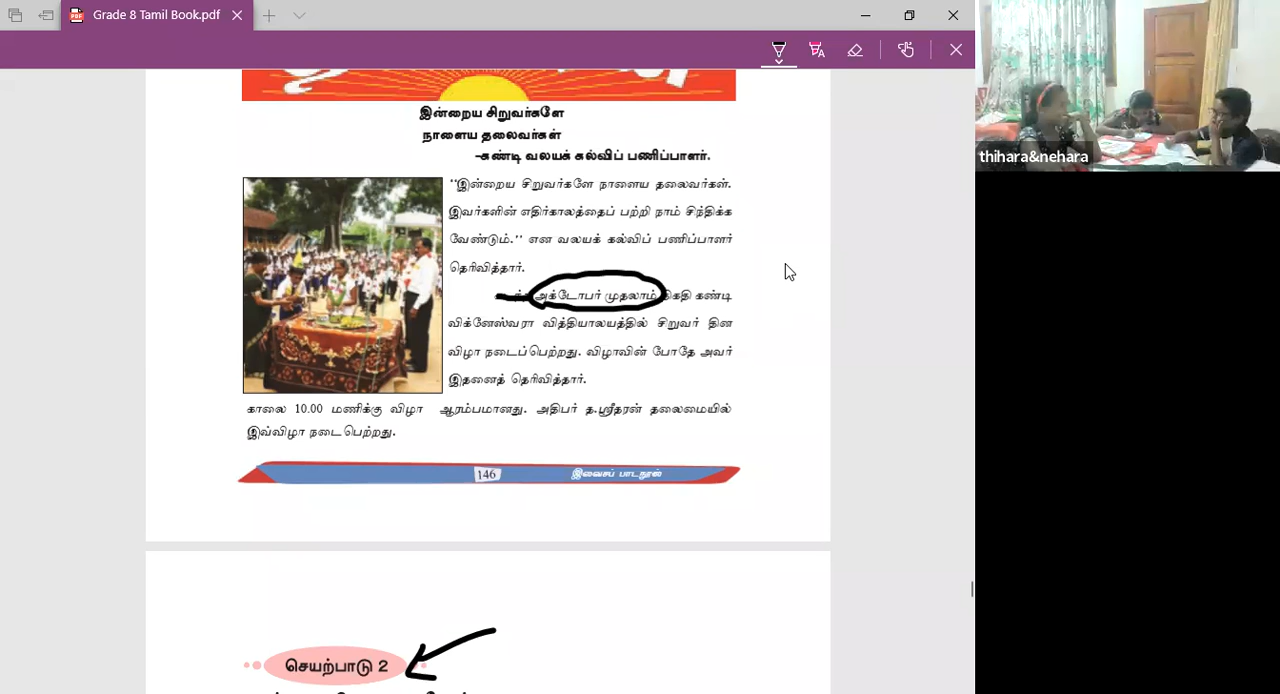 Grade 8 Tamil Book.pdf
thihara&nehara
இன்றைய சிறுவர்களே
நாளைய தலைவர்கள்
-கண்டி வலயக் கல்விப் பணிப்பாளர்.
"இன்றைய சிறுவர்களே நாளைய தலைவர்கள்.
இவர்களின் எதிர்காலத்தைப் பற்றி நாம் சிந்திக்க
வேண்டும்." என வலயக் கல்விப் பணிப்பாளர்
தெரிவித்தார்.
அக்டோபர் முதலாம் திகதி கண்டி
விக்னேஸ்வரா வித்தியாலயத்தில் சிறுவர் தின
விழா நடைப்பெற்றது. விழாவின் போதே அவர்
இதனைத் தெரிவித்தார்.
காலை 10.00 மணிக்கு விழா ஆரம்பமானது. அதிபர் த.ஸ்ரீதரன் தலைமையில்
இவ்விழா நடைபெற்றது.
146 இலவசப் பாடநூல்
செயற்பாடு 2